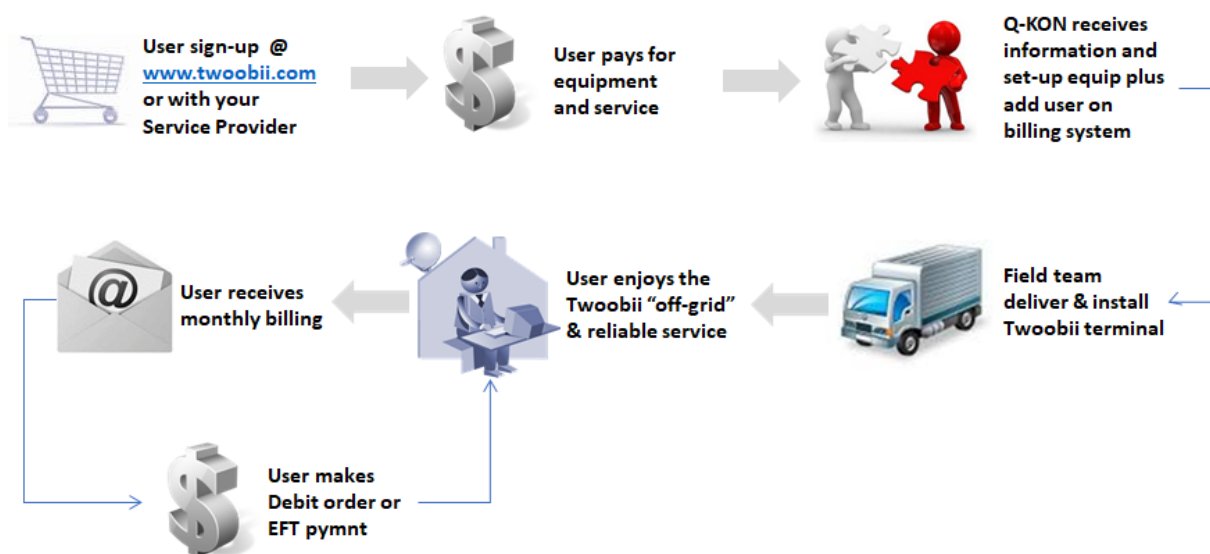 User sign-up @
www.twoobii.com
or with your
Service Provider
User pays for
equipment
and service
Q-KON receives
information and
set-up equip plus
add user on
billing system
Field team
deliver & install
Twoobii terminal
User enjoys the
Twoobii “off-grid”
& reliable service
@
User receives
monthly billing
User makes
Debit order or
EFT pymnt